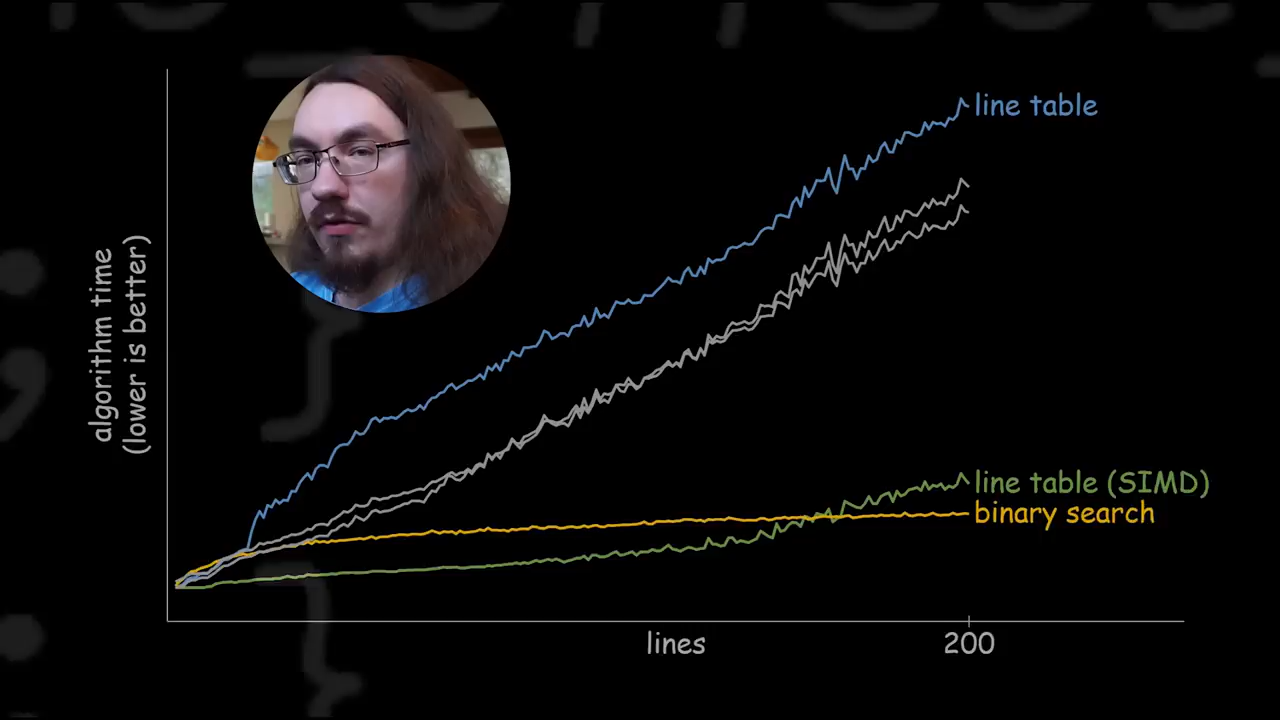 line table
algorithm time
(lower is better)
line table (SIMD)
binary search
lines
200